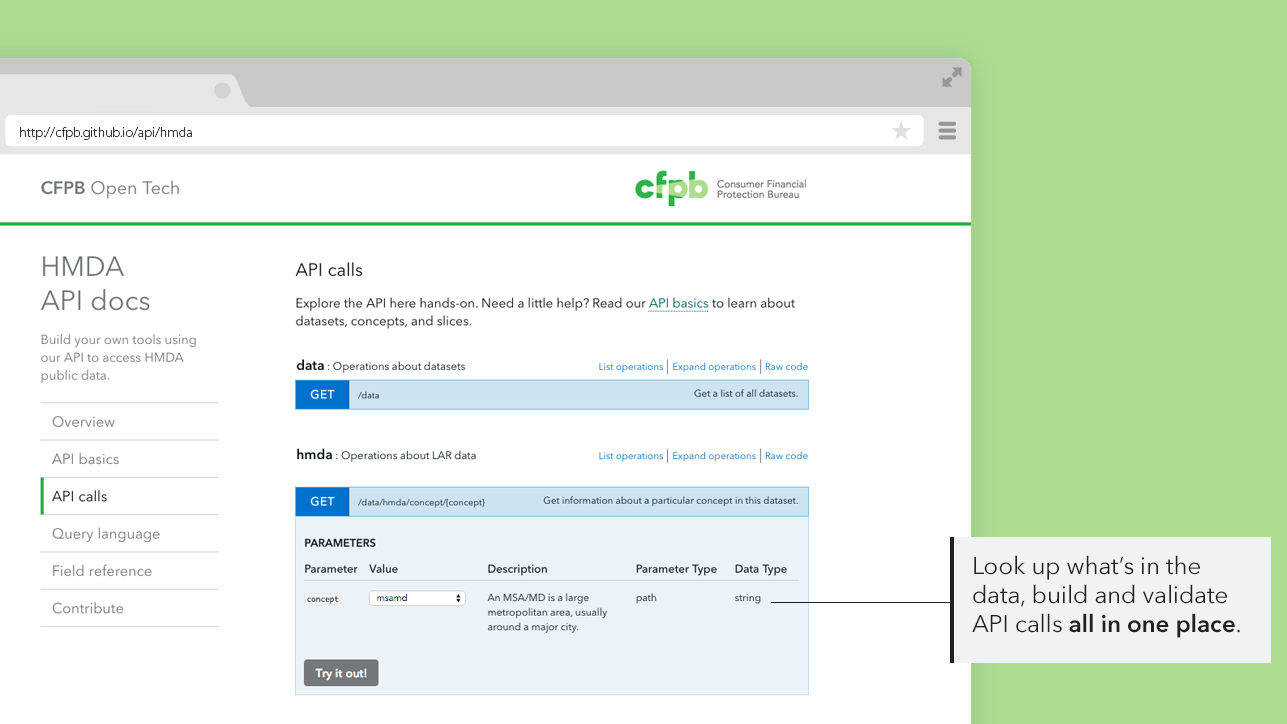 http://cfpb.github.io/api/hmda
CFPB Open Tech
cfpb Consumer Financial
Protection Bureau
HMDA
API docs
Build your own tools using
our API to access HMDA
public data.
Overview
API basics
API calls
Query language
Field reference
Contribute
API calls
Explore the API here hands-on. Need a little help? Read our API basics to learn about
datasets, concepts, and slices.
data : Operations about datasets List operations | Expand operations | Raw code
GET /data Get a list of all datasets.
hmda : Operations about LAR data List operations | Expand operations | Raw code
GET /data/hmda/concept/{concept} Get information about a particular concept in this dataset.
PARAMETERS
Parameter Value Description Parameter Type Data Type
concept msamd An MSA/MD is a large path string
metropolitan area, usually
around a major city.
Try it out!
Look up what’s in the
data, build and validate
API calls all in one place.